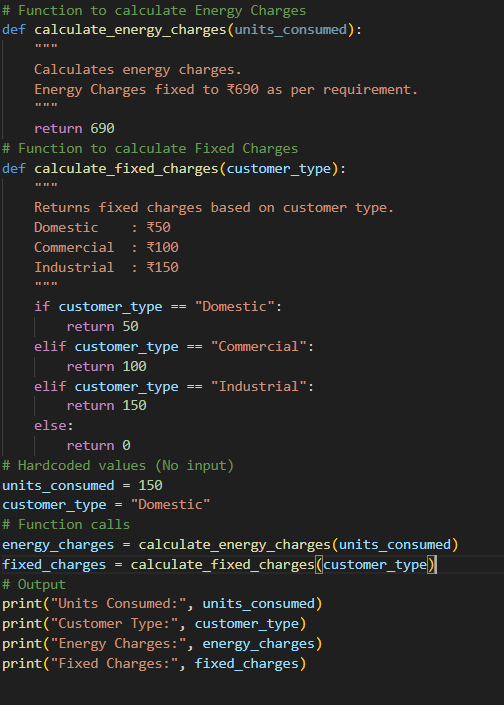 # Function to calculate Energy Charges
def calculate_energy_charges(units_consumed):
    """
    Calculates energy charges.
    Energy Charges fixed to ₹690 as per requirement.
    """
    return 690
# Function to calculate Fixed Charges
def calculate_fixed_charges(customer_type):
    """
    Returns fixed charges based on customer type.
    Domestic    : ₹50
    Commercial  : ₹100
    Industrial  : ₹150
    """
    if customer_type == "Domestic":
        return 50
    elif customer_type == "Commercial":
        return 100
    elif customer_type == "Industrial":
        return 150
    else:
        return 0
# Hardcoded values (No input)
units_consumed = 150
customer_type = "Domestic"
# Function calls
energy_charges = calculate_energy_charges(units_consumed)
fixed_charges = calculate_fixed_charges(customer_type)
# Output
print("Units Consumed:", units_consumed)
print("Customer Type:", customer_type)
print("Energy Charges:", energy_charges)
print("Fixed Charges:", fixed_charges)